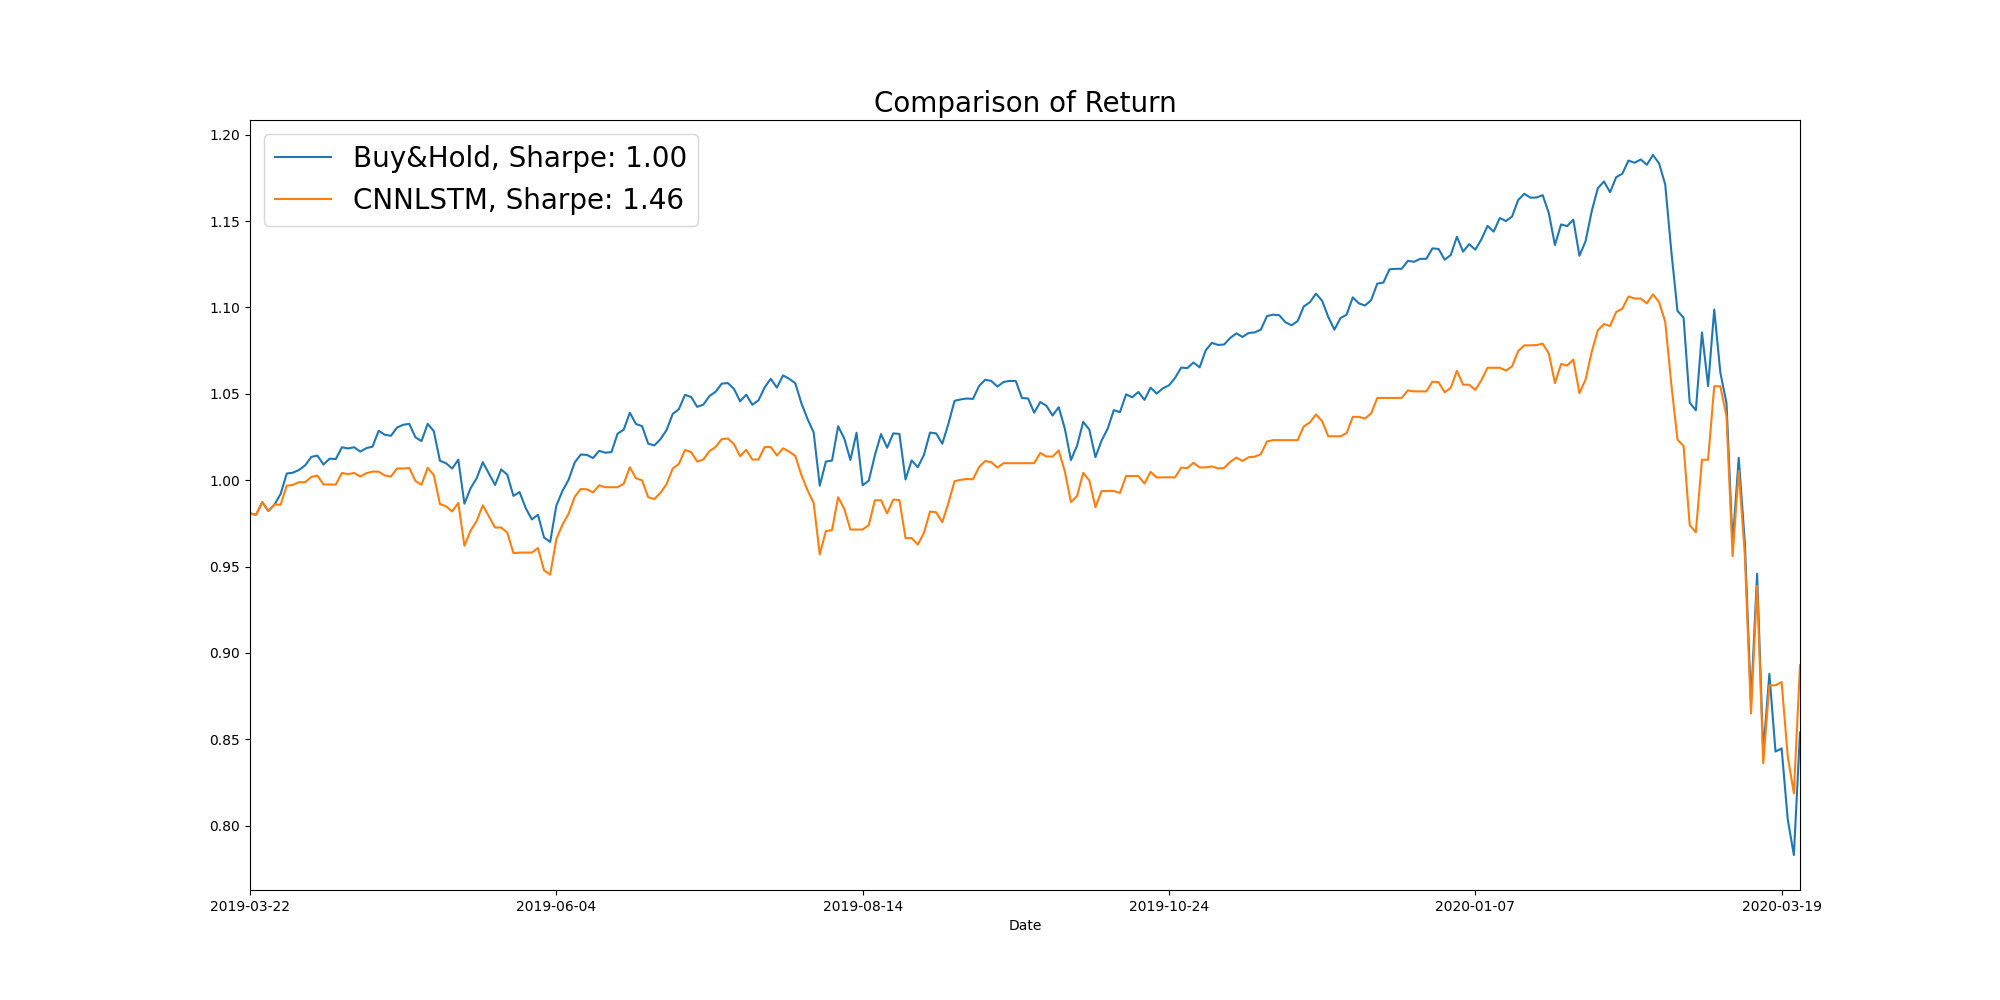 Comparison of Return
Buy&Hold, Sharpe: 1.00
CNNLSTM, Sharpe: 1.46
1.20
1.15
1.10
1.05
1.00
0.95
0.90
0.85
0.80
2019-03-22 2019-06-04 2019-08-14 2019-10-24 2020-01-07 2020-03-19
Date